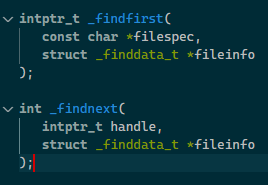 intptr_t _findfirst(
const char *filespec,
struct _finddata_t *fileinfo
);
int _findnext(
intptr_t handle,
struct _finddata_t *fileinfo
);